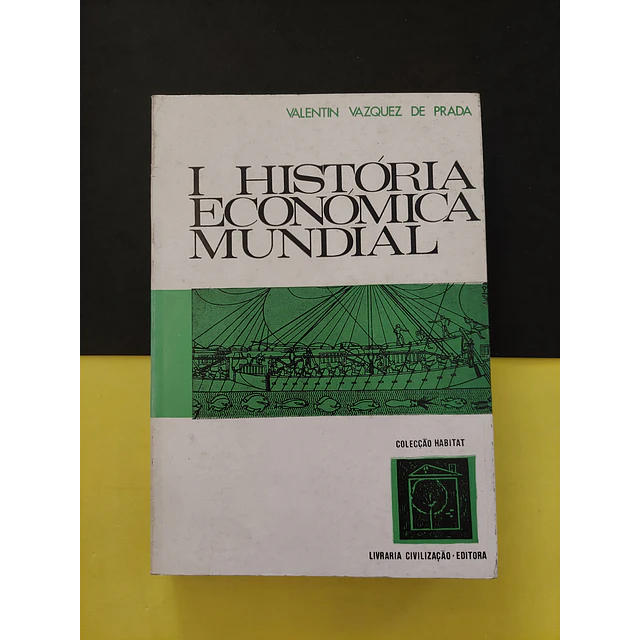 VALENTIN VAZQUEZ DE PRADA
I HISTÓRIA
ECONÓMICA
MUNDIAL
COLECÇÃO HABITAT
LIVRARIA CIVILIZAÇÃO · EDITORA